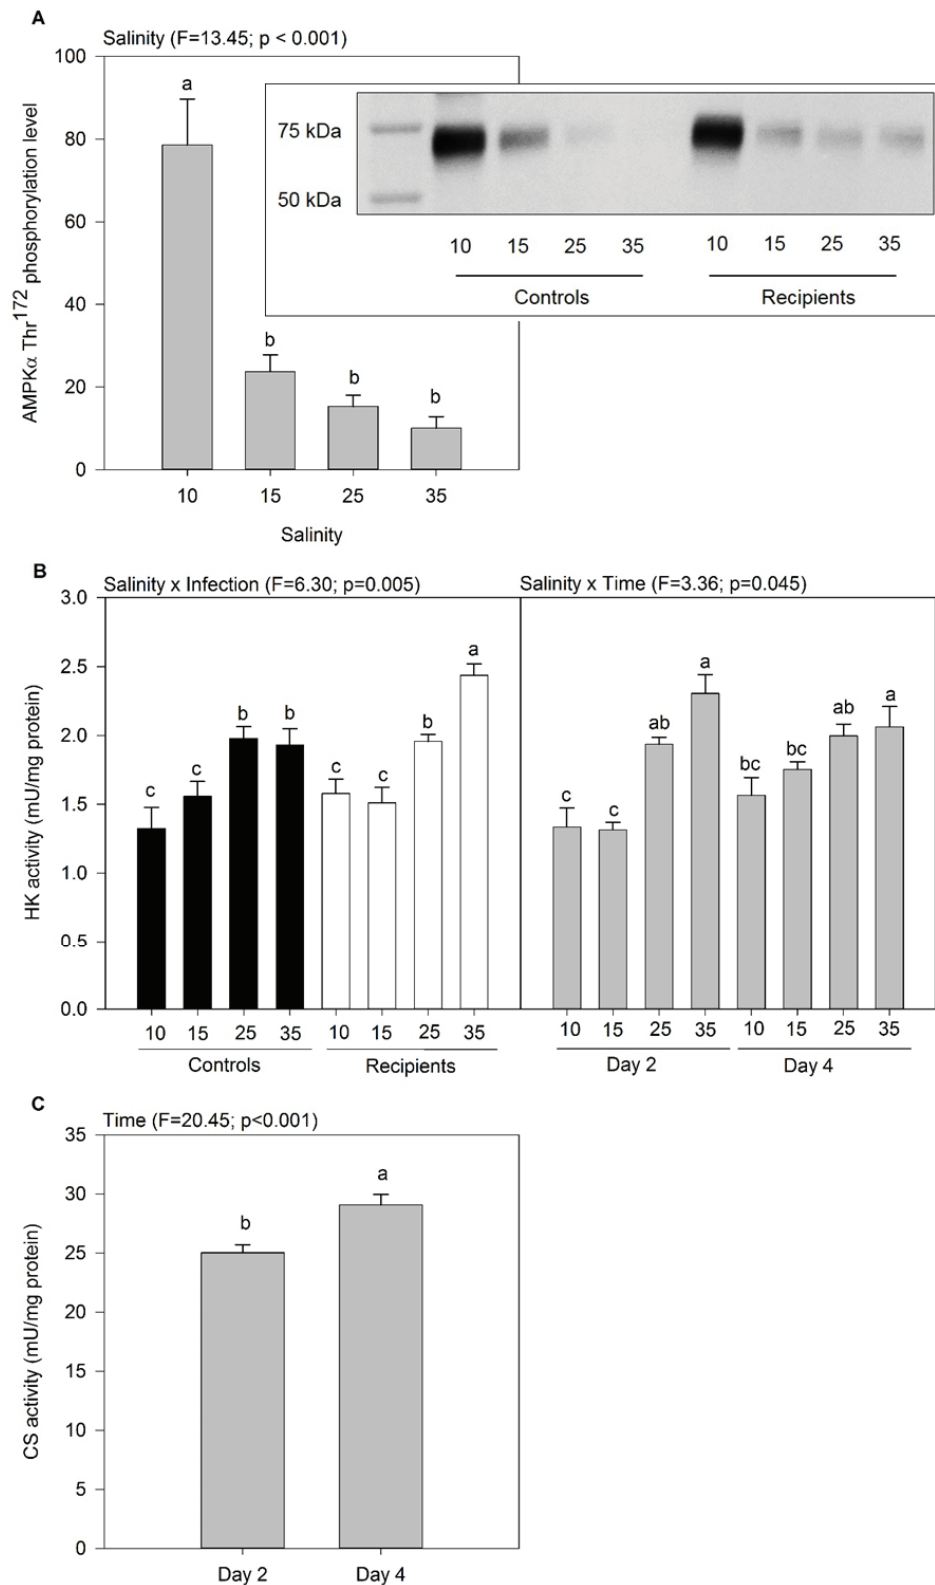 A
Salinity (F=13.45; p < 0.001)
AMPKα Thr172 phosphorylation level
100
80
60
40
20
0
a
b
b
b
10 15 25 35
Salinity
75 kDa
50 kDa
10 15 25 35 10 15 25 35
Controls Recipients
B
Salinity x Infection (F=6.30; p=0.005) Salinity x Time (F=3.36; p=0.045)
HK activity (mU/mg protein)
3.0
2.5
2.0
1.5
1.0
0.5
0.0
c c b b c c b a c c ab a bc bc ab a
10 15 25 35 10 15 25 35 10 15 25 35 10 15 25 35
Controls Recipients Day 2 Day 4
C
Time (F=20.45; p<0.001)
CS activity (mU/mg protein)
35
30
25
20
15
10
5
0
b a
Day 2 Day 4